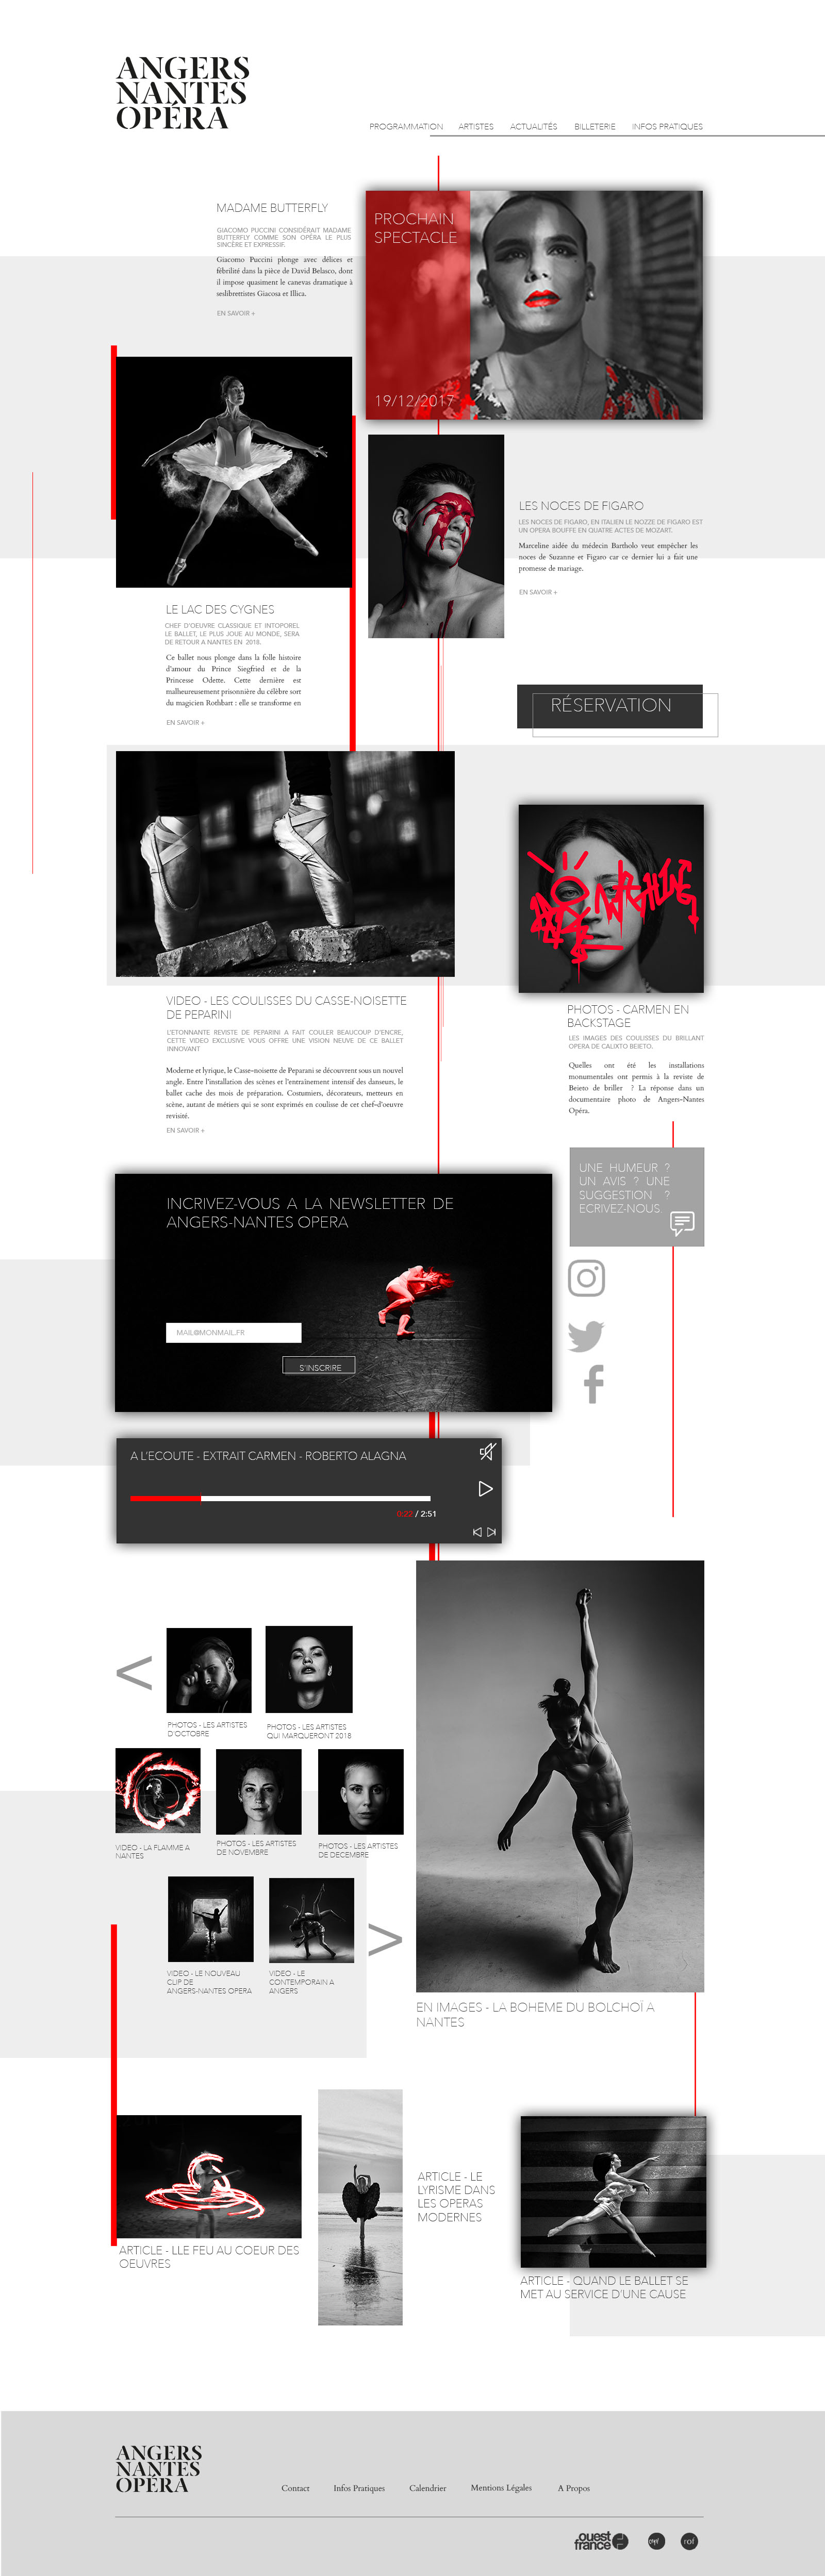 ANGERS
NANTES
OPÉRA
PROGRAMMATION ARTISTES ACTUALITÉS BILLETERIE INFOS PRATIQUES
MADAME BUTTERFLY
GIACOMO PUCCINI CONSIDÉRAIT MADAME
BUTTERFLY COMME SON OPÉRA LE PLUS
SINCÈRE ET EXPRESSIF.
Giacomo Puccini plonge avec délices et
fébrilité dans la pièce de David Belasco, dont
il impose quasiment le canevas dramatique à
seslibrettistes Giacosa et Illica.
EN SAVOIR +
PROCHAIN
SPECTACLE
19/12/2017
LES NOCES DE FIGARO
LES NOCES DE FIGARO, EN ITALIEN LE NOZZE DE FIGARO EST
UN OPERA BOUFFE EN QUATRE ACTES DE MOZART.
Marceline aidée du médecin Bartholo veut empêcher les
noces de Suzanne et Figaro car ce dernier lui a fait une
promesse de mariage.
EN SAVOIR +
LE LAC DES CYGNES
CHEF D'OEUVRE CLASSIQUE ET INTOPOREL
LE BALLET, LE PLUS JOUE AU MONDE, SERA
DE RETOUR A NANTES EN 2018.
Ce ballet nous plonge dans la folle histoire
d'amour du Prince Siegfried et de la
Princesse Odette. Cette dernière est
malheureusement prisonnière du célèbre sort
du magicien Rothbart : elle se transforme en
EN SAVOIR +
RÉSERVATION
VIDEO - LES COULISSES DU CASSE-NOISETTE
DE PEPARINI
L'ETONNANTE REVISTE DE PEPARINI A FAIT COULER BEAUCOUP D'ENCRE,
CETTE VIDEO EXCLUSIVE VOUS OFFRE UNE VISION NEUVE DE CE BALLET
INNOVANT
Moderne et lyrique, le Casse-noisette de Peparani se découvrent sous un nouvel
angle. Entre l'installation des scènes et l'entraînement intensif des danseurs, le
ballet cache des mois de préparation. Costumiers, décorateurs, metteurs en
scène, autant de métiers qui se sont exprimés en coulisse de cet chef-d'oeuvre
revisité.
EN SAVOIR +
PHOTOS - CARMEN EN
BACKSTAGE
LES IMAGES DES COULISSES DU BRILLANT
OPERA DE CALIXTO BEIETO.
Quelles ont été les installations
monumentales ont permis à la reviste de
Beieto de briller ? La réponse dans un
documentaire photo de Angers-Nantes
Opéra.
UNE HUMEUR ?
UN AVIS ? UNE
SUGGESTION ?
ECRIVEZ-NOUS.
INCRIVEZ-VOUS A LA NEWSLETTER DE
ANGERS-NANTES OPERA
MAIL@MONMAIL.FR
S'INSCRIRE
A L'ECOUTE - EXTRAIT CARMEN - ROBERTO ALAGNA
0:22 / 2:51
PHOTOS - LES ARTISTES
D'OCTOBRE
PHOTOS - LES ARTISTES
QUI MARQUERONT 2018
VIDEO - LA FLAMME A
NANTES
PHOTOS - LES ARTISTES
DE NOVEMBRE
PHOTOS - LES ARTISTES
DE DECEMBRE
VIDEO - LE NOUVEAU
CLIP DE
ANGERS-NANTES OPERA
VIDEO - LE
CONTEMPORAIN A
ANGERS
EN IMAGES - LA BOHEME DU BOLCHOÏ A
NANTES
ARTICLE - LLE FEU AU COEUR DES
OEUVRES
ARTICLE - LE
LYRISME DANS
LES OPERAS
MODERNES
ARTICLE - QUAND LE BALLET SE
MET AU SERVICE D'UNE CAUSE
ANGERS
NANTES
OPÉRA
Contact Infos Pratiques Calendrier Mentions Légales A Propos
ouest
france
rof